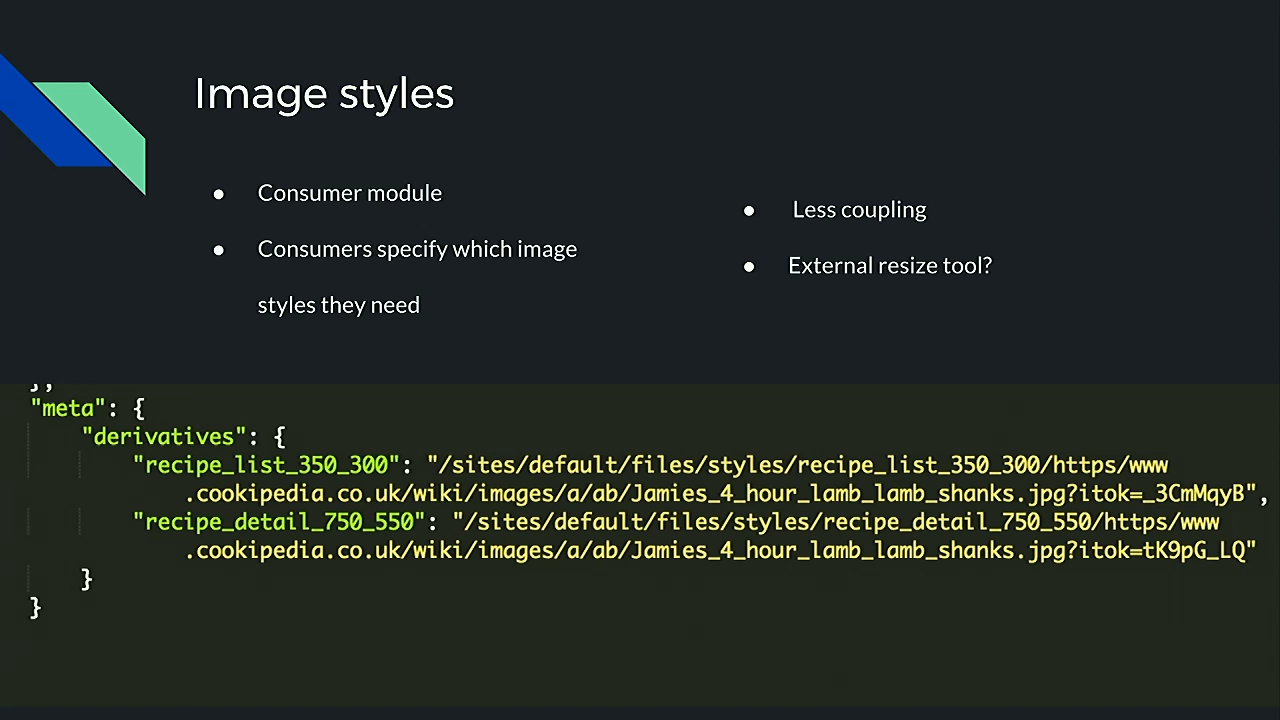 Image styles
● Consumer module
● Consumers specify which image
styles they need
● Less coupling
● External resize tool?
},
"meta": {
"derivatives": {
"recipe_list_350_300": "/sites/default/files/styles/recipe_list_350_300/https/www
.cookipedia.co.uk/wiki/images/a/ab/Jamies_4_hour_lamb_lamb_shanks.jpg?itok=_3CmMqyB",
"recipe_detail_750_550": "/sites/default/files/styles/recipe_detail_750_550/https/www
.cookipedia.co.uk/wiki/images/a/ab/Jamies_4_hour_lamb_lamb_shanks.jpg?itok=tK9pG_LQ"
}
}